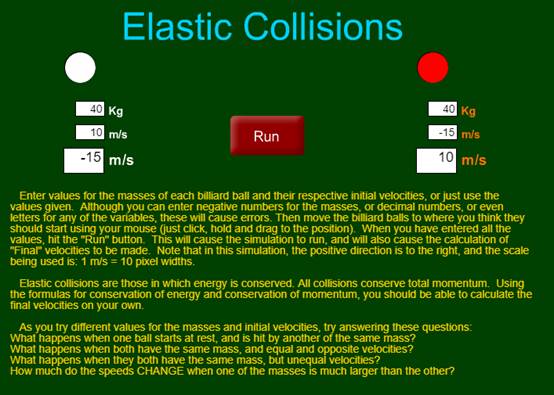 Elastic Collisions
40 Kg 40 Kg
10 m/s -15 m/s
Run
-15 m/s 10 m/s
Enter values for the masses of each billiard ball and their respective initial velocities, or just use the
values given. Although you can enter negative numbers for the masses, or decimal numbers, or even
letters for any of the variables, these will cause errors. Then move the billiard balls to where you think they
should start using your mouse (just click, hold and drag to the position). When you have entered all the
values, hit the "Run" button. This will cause the simulation to run, and will also cause the calculation of
"Final" velocities to be made. Note that in this simulation, the positive direction is to the right, and the scale
being used is: 1 m/s = 10 pixel widths.
Elastic collisions are those in which energy is conserved. All collisions conserve total momentum. Using
the formulas for conservation of energy and conservation of momentum, you should be able to calculate the
final velocities on your own.
As you try different values for the masses and initial velocities, try answering these questions:
What happens when one ball starts at rest, and is hit by another of the same mass?
What happens when both have the same mass, and equal and opposite velocities?
What happens when they both have the same mass, but unequal velocities?
How much do the speeds CHANGE when one of the masses is much larger than the other?